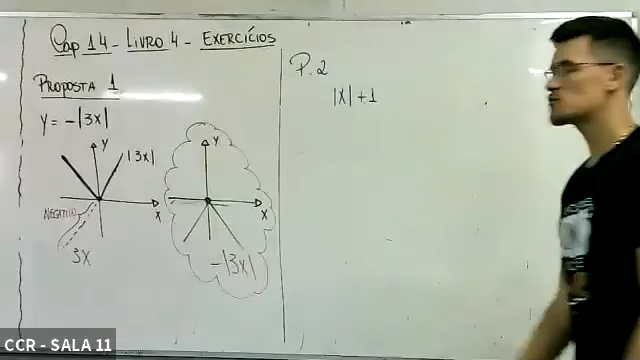 Cap 14 - LIVRO 4 - EXERCÍCIOS
PROPOSTA 1
Y = -|3X|
Y
|3X|
NEGATIVO
X
3X
Y
X
-|3X|
P. 2
|X| + 1
CCR - SALA 11